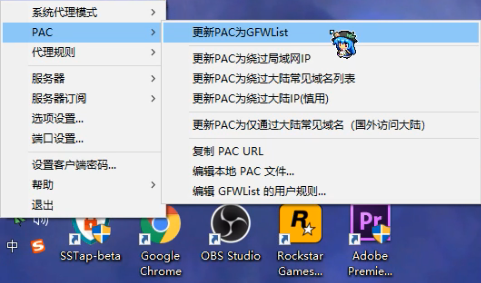 系统代理模式
PAC
代理规则
服务器
服务器订阅
选项设置...
端口设置...
设置客户端密码...
帮助
退出
更新PAC为GFWList
更新PAC为绕过局域网IP
更新PAC为绕过大陆常见域名列表
更新PAC为绕过大陆IP(慎用)
更新PAC为仅通过大陆常见域名（国外访问大陆)
复制 PAC URL
编辑本地 PAC 文件...
编辑 GFWList 的用户规则...
中
SSTap-beta
Google
Chrome
OBS Studio
Rockstar
Games...
Adobe
Premie...
R
Pr